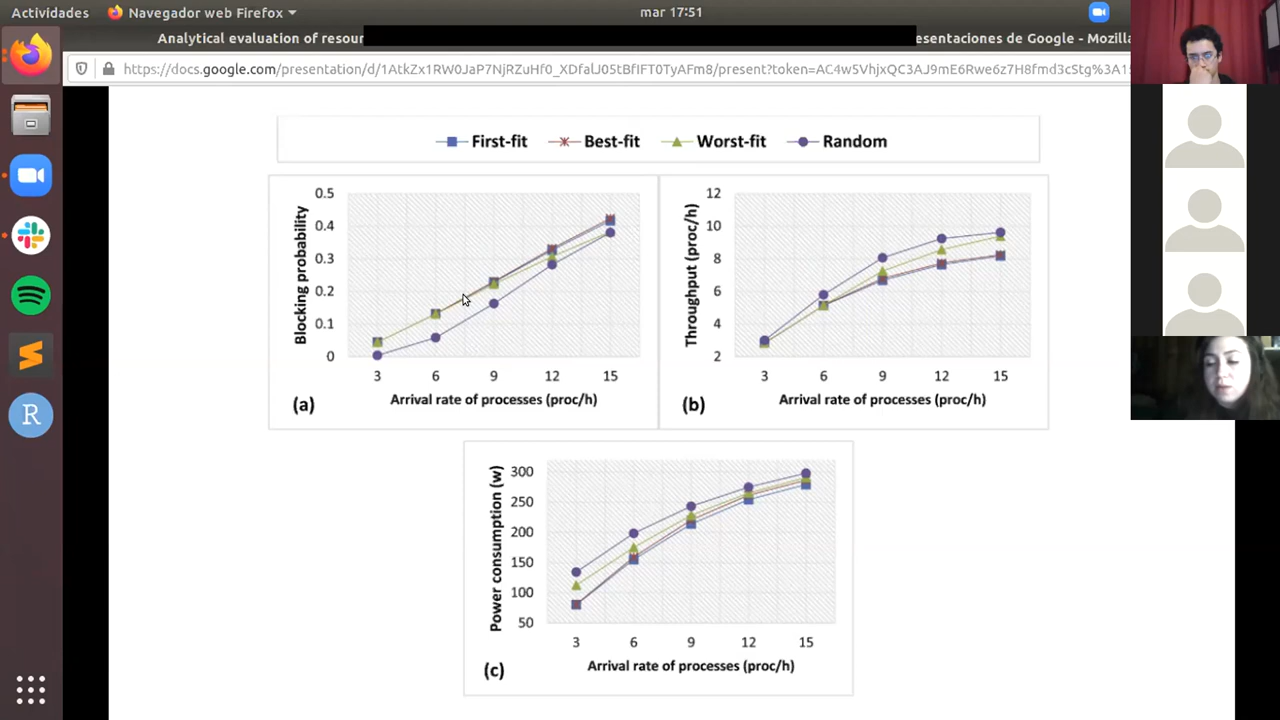 Actividades Navegador web Firefox mar 17:51
Analytical evaluation of resour esentaciones de Google - Mozilla
https://docs.google.com/presentation/d/1AtkZx1RW0JaP7NjRZuHf0_XDfalJ05tBfIFT0TyAFm8/present?token=AC4w5VhjxQC3AJ9mE6Rwe6z7H8fmd3cStg%3A1
First-fit Best-fit Worst-fit Random
Blocking probability
0.5
0.4
0.3
0.2
0.1
0
3 6 9 12 15
(a) Arrival rate of processes (proc/h)
Throughput (proc/h)
12
10
8
6
4
2
3 6 9 12 15
(b) Arrival rate of processes (proc/h)
Power consumption (w)
300
250
200
150
100
50
3 6 9 12 15
(c) Arrival rate of processes (proc/h)
R